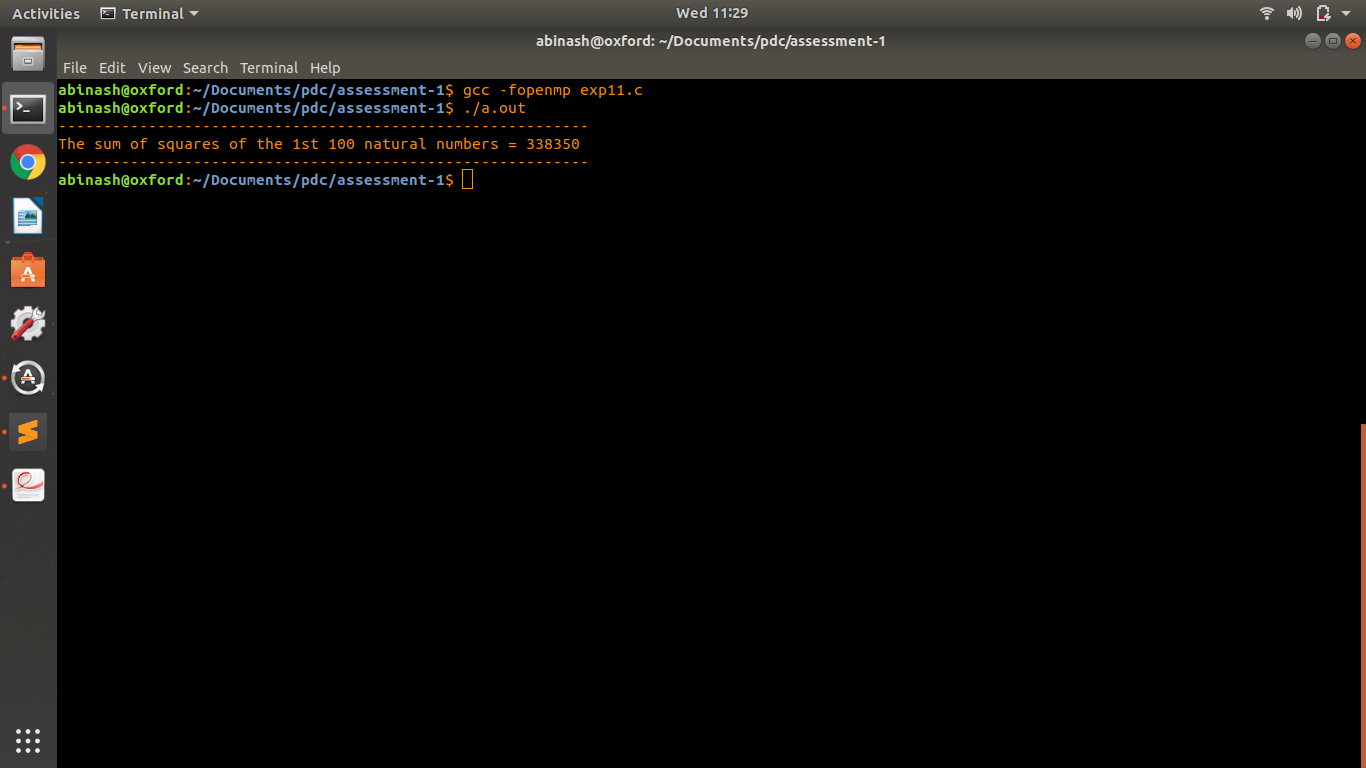 Activities Terminal Wed 11:29
abinash@oxford: ~/Documents/pdc/assessment-1
File Edit View Search Terminal Help
abinash@oxford:~/Documents/pdc/assessment-1$ gcc -fopenmp exp11.c
abinash@oxford:~/Documents/pdc/assessment-1$ ./a.out
-----------------------------------------------------------
The sum of squares of the 1st 100 natural numbers = 338350
-----------------------------------------------------------
abinash@oxford:~/Documents/pdc/assessment-1$